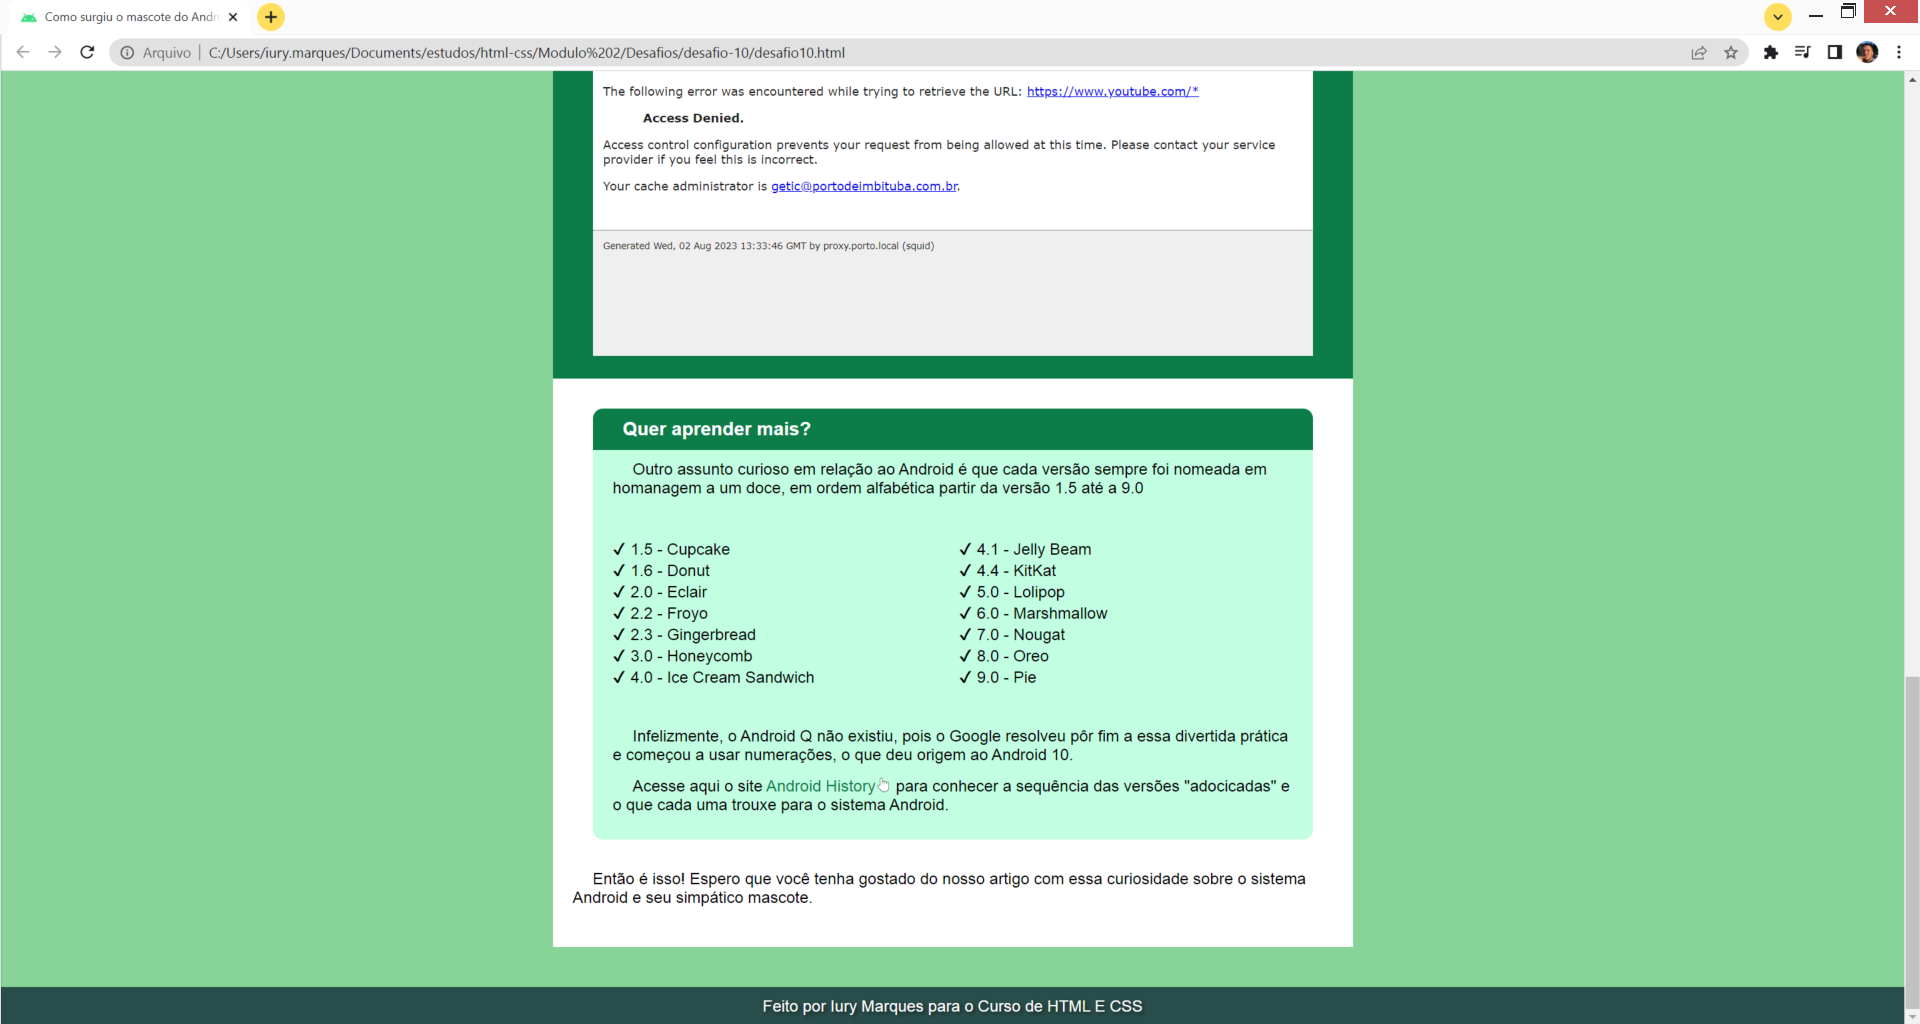 Como surgiu o mascote do Andr
Arquivo | C:/Users/iury.marques/Documents/estudos/html-css/Modulo%202/Desafios/desafio-10/desafio10.html
The following error was encountered while trying to retrieve the URL: https://www.youtube.com/*
Access Denied.
Access control configuration prevents your request from being allowed at this time. Please contact your service
provider if you feel this is incorrect.
Your cache administrator is getic@portodeimbituba.com.br.
Generated Wed, 02 Aug 2023 13:33:46 GMT by proxy.porto.local (squid)
Quer aprender mais?
Outro assunto curioso em relação ao Android é que cada versão sempre foi nomeada em
homanagem a um doce, em ordem alfabética partir da versão 1.5 até a 9.0
✓ 1.5 - Cupcake
✓ 1.6 - Donut
✓ 2.0 - Eclair
✓ 2.2 - Froyo
✓ 2.3 - Gingerbread
✓ 3.0 - Honeycomb
✓ 4.0 - Ice Cream Sandwich
✓ 4.1 - Jelly Beam
✓ 4.4 - KitKat
✓ 5.0 - Lolipop
✓ 6.0 - Marshmallow
✓ 7.0 - Nougat
✓ 8.0 - Oreo
✓ 9.0 - Pie
Infelizmente, o Android Q não existiu, pois o Google resolveu pôr fim a essa divertida prática
e começou a usar numerações, o que deu origem ao Android 10.
Acesse aqui o site Android History para conhecer a sequência das versões "adocicadas" e
o que cada uma trouxe para o sistema Android.
Então é isso! Espero que você tenha gostado do nosso artigo com essa curiosidade sobre o sistema
Android e seu simpático mascote.
Feito por Iury Marques para o Curso de HTML E CSS